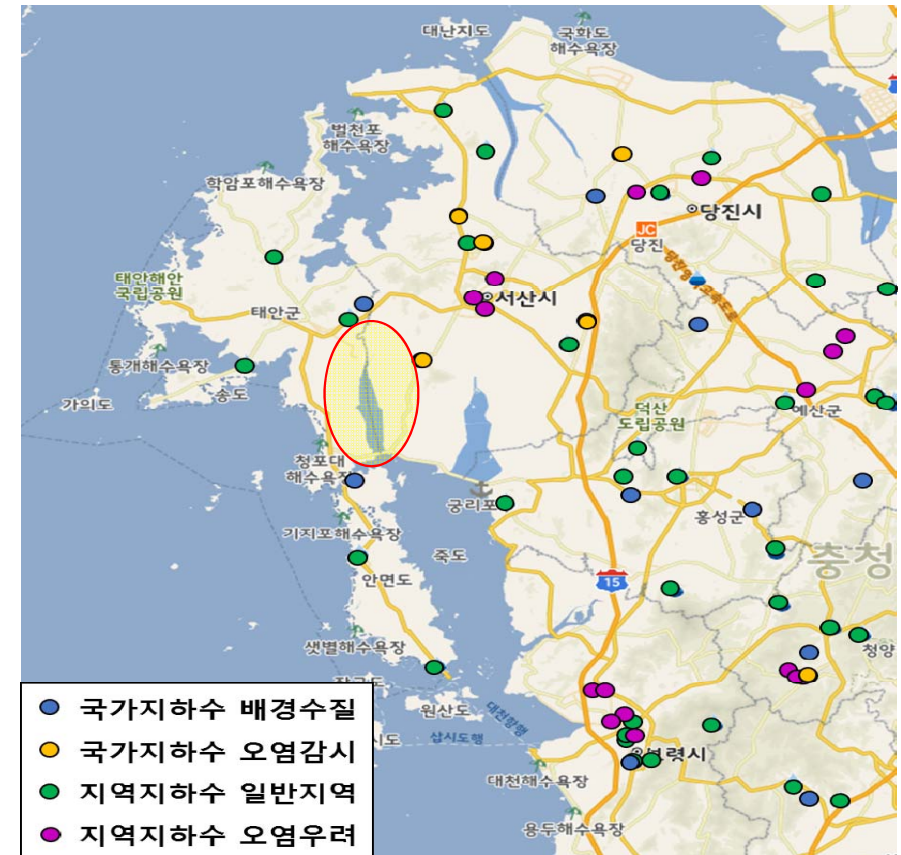 대난지도
국화도
해수욕장
벌천포
해수욕장
학암포해수욕장
당진시
JC
당진
태안해안
국립공원
서산시
태안군
통개해수욕장
송도
가의도
덕산
도립공원
예산군
청포대
해수욕장
궁리포
홍성군
기지포해수욕장
죽도
충청
안면도
15
샛별해수욕장
청양
원산도
대천항행
삽시도행
보령시
대천해수욕장
용두해수욕장
국가지하수 배경수질
국가지하수 오염감시
지역지하수 일반지역
지역지하수 오염우려